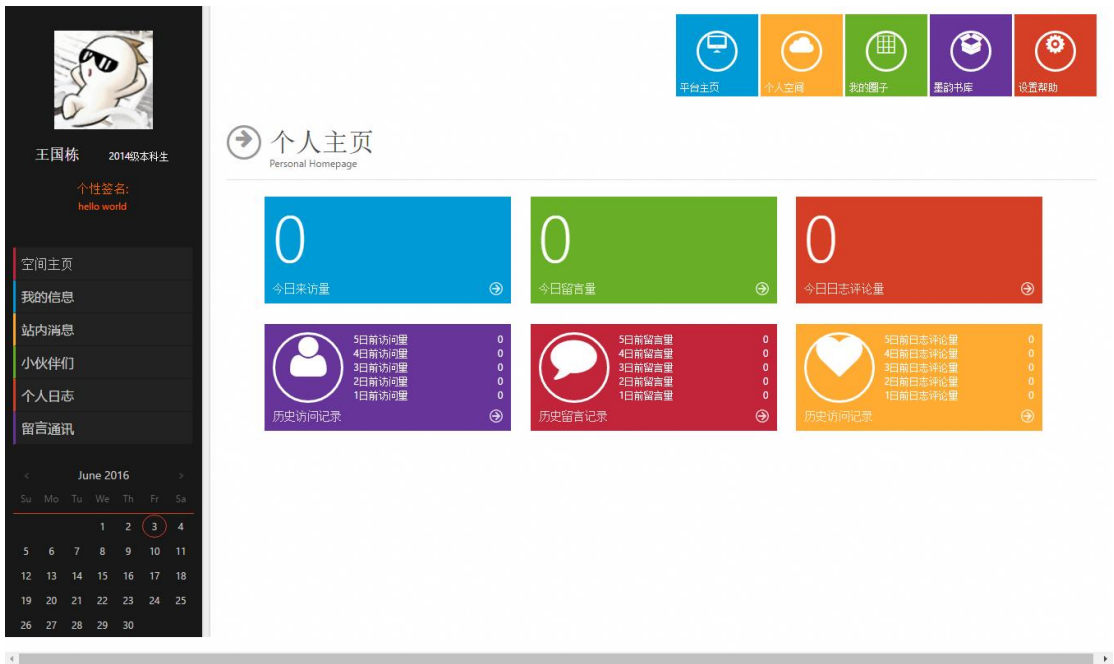 王国栋 2014级本科生
个性签名:
hello world
空间主页
我的信息
站内消息
小伙伴们
个人日志
留言通讯
‹ June 2016 ›
Su Mo Tu We Th Fr Sa
1 2 3 4
5 6 7 8 9 10 11
12 13 14 15 16 17 18
19 20 21 22 23 24 25
26 27 28 29 30
平台主页 个人空间 我的圈子 墨韵书库 设置帮助
个人主页
Personal Homepage
0
今日来访量
0
今日留言量
0
今日日志评论量
5日前访问量 0
4日前访问量 0
3日前访问量 0
2日前访问量 0
1日前访问量 0
历史访问记录
5日前留言量 0
4日前留言量 0
3日前留言量 0
2日前留言量 0
1日前留言量 0
历史留言记录
5日前日志评论量 0
4日前日志评论量 0
3日前日志评论量 0
2日前日志评论量 0
1日前日志评论量 0
历史访问记录